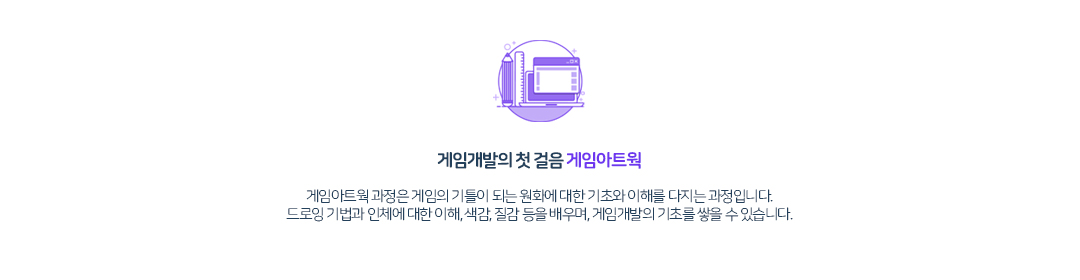 게임개발의 첫 걸음 게임아트웍
게임아트웍 과정은 게임의 기틀이 되는 원화에 대한 기초와 이해를 다지는 과정입니다.
드로잉 기법과 인체에 대한 이해, 색감, 질감 등을 배우며, 게임개발의 기초를 쌓을 수 있습니다.